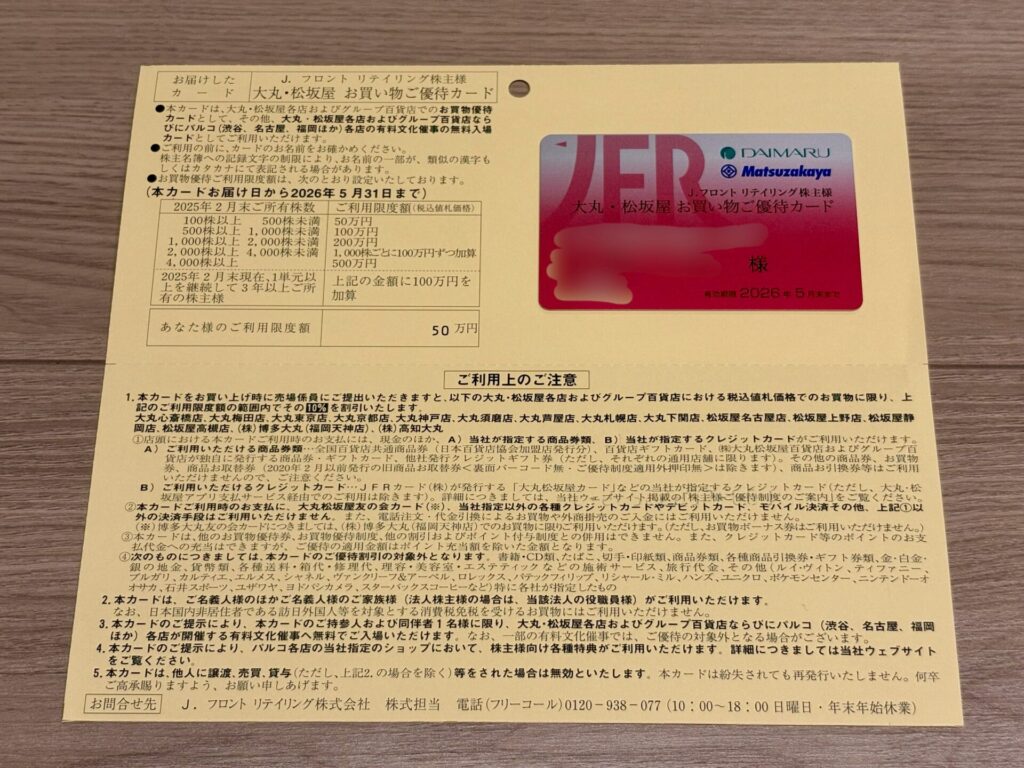 お届けした
カード
J. フロント リテイリング株主様
大丸・松坂屋 お買い物ご優待カード
●本カードは、大丸・松坂屋各店およびグループ百貨店でのお買物優待
カードとして、その他、大丸・松坂屋各店およびグループ百貨店なら
びにパルコ(渋谷、名古屋、福岡ほか)各店の有料文化催事の無料入場
カードとしてご利用いただけます。
●ご利用の前に、カードのお名前をお確かめください。
株主名簿への記録文字の制限により、お名前の一部が、類似の漢字も
しくはカタカナにて表記される場合があります。
●お買物優待ご利用限度額は、次のとおり設定いたしております。
(本カードお届け日から2026年5月31日まで)
2025年2月末ご所有株数 ご利用限度額(税込値札価格)
100株以上 500株未満 50万円
500株以上 1,000株未満 100万円
1,000株以上 2,000株未満 200万円
2,000株以上 4,000株未満 1,000株ごとに100万円ずつ加算
4,000株以上 500万円
2025年2月末現在、1単元以
上を継続して3年以上ご所
有の株主様
上記の金額に100万円を
加算
あなた様のご利用限度額 50万円
JFR
DAIMARU
Matsuzakaya
J.フロント リテイリング株主様
大丸・松坂屋 お買い物ご優待カード
様
有効期限 2026年 5月末まで
ご利用上のご注意
1.本カードをお買い上げ時に売場係員にご提出いただきますと、以下の大丸・松坂屋各店およびグループ百貨店における税込値札価格でのお買物に限り、上
記のご利用限度額の範囲内でその10%を割引いたします。
大丸心斎橋店、大丸梅田店、大丸東京店、大丸京都店、大丸神戸店、大丸須磨店、大丸芦屋店、大丸札幌店、大丸下関店、松坂屋名古屋店、松坂屋上野店、松坂屋静
岡店、松坂屋高槻店、(株)博多大丸(福岡天神店)、(株)高知大丸
①店頭における本カードご利用時のお支払には、現金のほか、A)当社が指定する商品券類、B)当社が指定するクレジットカードがご利用いただけます。
A)ご利用いただける商品券類…全国百貨店共通商品券(日本百貨店協会加盟店発行分)、百貨店ギフトカード、(株)大丸松坂屋百貨店およびグループ百
貨店が独自に発行する商品券・ギフトカード、他社発行クレジットギフト券(ただし、それぞれの適用店舗に限ります)。その他の商品券、お買物
券、商品お取替券(2020年2月以前発行の旧商品お取替券<裏面バーコード無・ご優待制度適用外押印無>は除きます)、商品お引換券等はご利用
いただけませんので、ご注意ください。
B)ご利用いただけるクレジットカード…JFRカード(株)が発行する「大丸松坂屋カード」などの当社が指定するクレジットカード(ただし、大丸・松
坂屋アプリ支払サービス経由でのご利用は除きます)。詳細につきましては、当社ウェブサイト掲載の「株主様ご優待制度のご案内」をご覧ください。
②本カードご利用時のお支払に、大丸松坂屋友の会カード(※)、当社指定以外の各種クレジットカードやデビットカード、モバイル決済その他、上記①以
外の決済手段はご利用いただけません。また、電話注文・代金引換によるお買物や外商掛売のご入金にはご利用いただけません。
(※)博多大丸友の会カードにつきましては、(株)博多大丸(福岡天神店)でのお買物に限りご利用いただけます。(ただし、お買物ボーナス券はご利用いただけません。)
③本カードは、他のお買物優待券、お買物優待制度、他の割引およびポイント付与制度との併用はできません。また、クレジットカード等のポイントのお支
払代金への充当はできますが、ご優待の適用金額はポイント充当額を除いた金額となります。
④次のものにつきましては、本カードのご優待割引の対象外となります。書籍・CD類、たばこ、切手・印紙類、商品券類、各種商品引換券・ギフト券類、金・白金・
銀の地金、貨幣類、各種送料・箱代・修理代、理容・美容室・エステティックなどの施術サービス、旅行代金、その他(ルイ・ヴィトン、ティファニー、
ブルガリ、カルティエ、エルメス、シャネル、ヴァンクリーフ&アーペル、ロレックス、パテックフィリップ、リシャール・ミル、ハンズ、ユニクロ、ポケモンセンター、ニンテンドーオ
オサカ、石井スポーツ、ユザワヤ、ヨドバシカメラ、スターバックスコーヒーなど)特に各社が指定したもの
2.本カードは、ご名義人様のほかご名義人様のご家族様(法人株主様の場合は、当該法人の役職員様)がご利用いただけます。
なお、日本国内非居住者である訪日外国人等を対象とする消費税免税を受けるお買物にはご利用いただけません。
3.本カードのご提示により、本カードのご持参人および同伴者1名様に限り、大丸・松坂屋各店およびグループ百貨店ならびにパルコ(渋谷、名古屋、福岡
ほか)各店が開催する有料文化催事へ無料でご入場いただけます。なお、一部の有料文化催事では、ご優待の対象外となる場合がございます。
4.本カードのご提示により、パルコ各店の当社指定のショップにおいて、株主様向け各種特典がご利用いただけます。詳細につきましては当社ウェブサイト
をご覧ください。
5.本カードは、他人に譲渡、売買、貸与(ただし、上記2.の場合を除く)等をされた場合は無効といたします。本カードは紛失されても再発行いたしません。何卒
ご高承賜りますよう、お願い申しあげます。
お問合せ先 J. フロント リテイリング株式会社 株式担当 電話(フリーコール)0120-938-077(10:00~18:00 日曜日・年末年始休業)